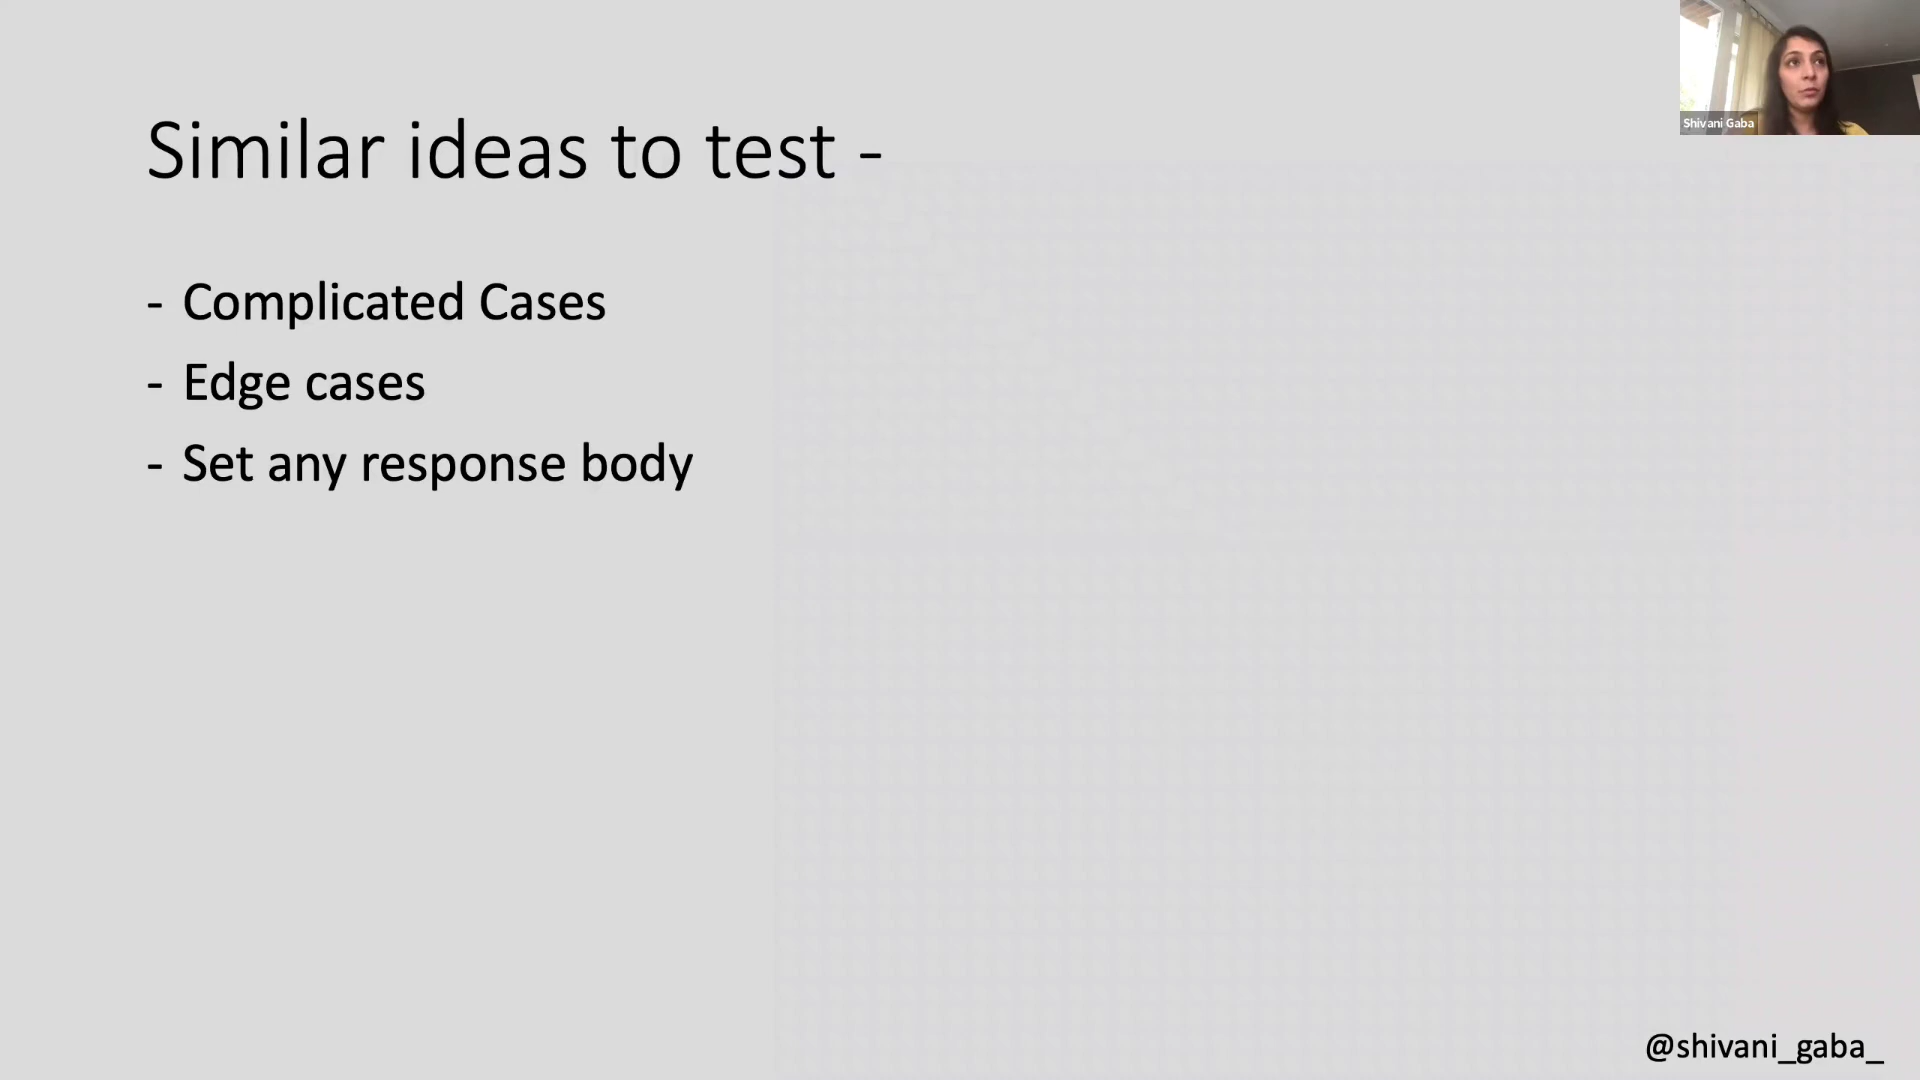 Shivani Gaba
Similar ideas to test -
- Complicated Cases
- Edge cases
- Set any response body
@shivani_gaba_